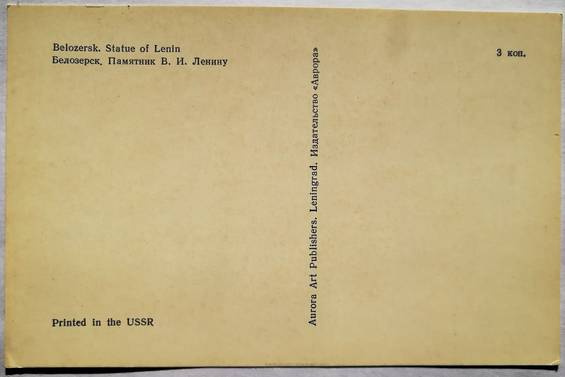 Belozersk. Statue of Lenin
Белозерск. Памятник В. И. Ленину
3 коп.
Aurora Art Publishers. Leningrad. Издательство «Аврора»
Printed in the USSR